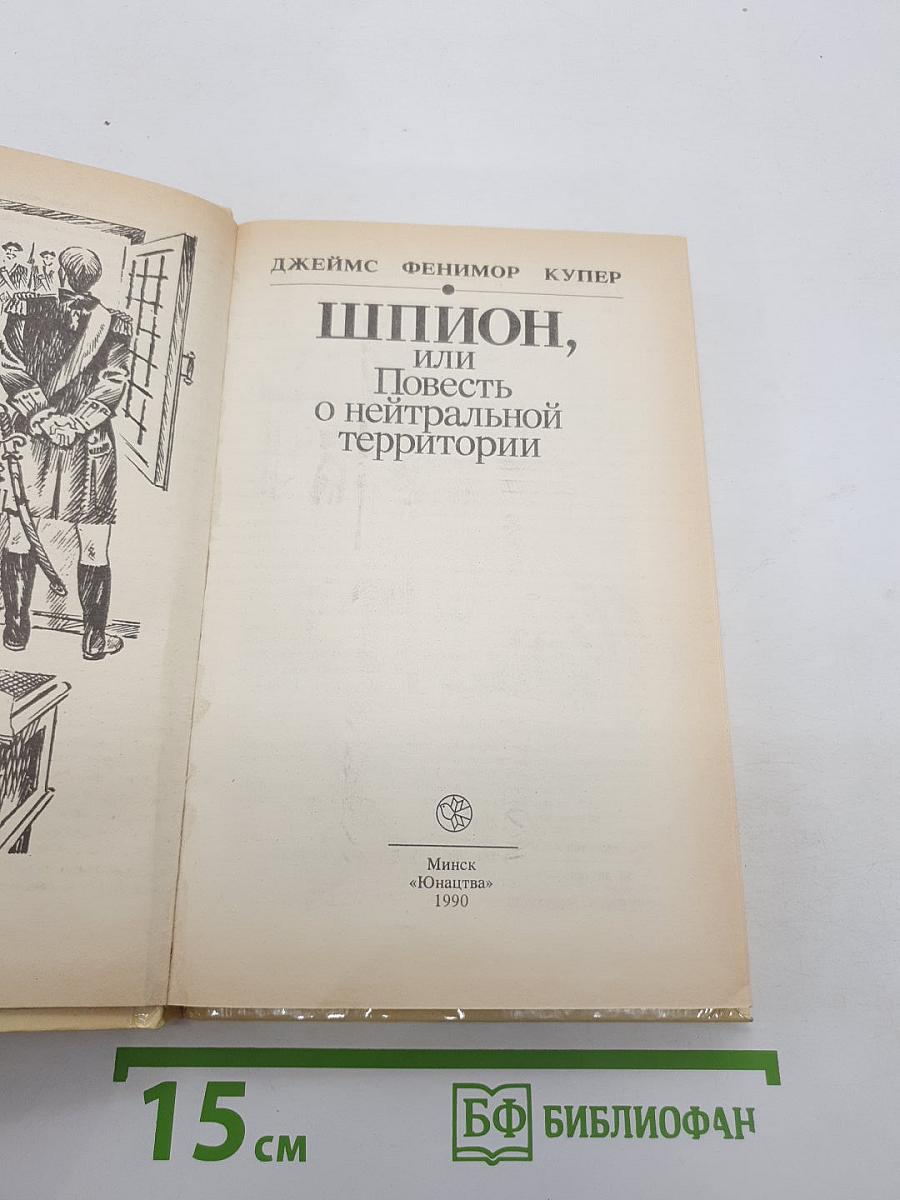 ДЖЕЙМС ФЕНИМОР КУПЕР
ШПИОН,
или
Повесть
о нейтральной
территории
Минск
«Юнацтва»
1990
15 см
БФ БИБЛИОФАН